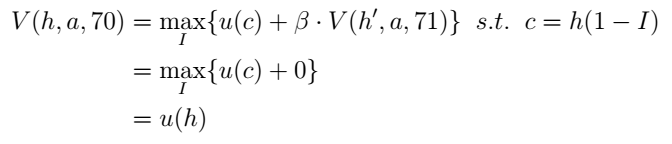 V(h, a, 70) = max_I {u(c) + β · V(h′, a, 71)} s.t. c = h(1 − I)
= max_I {u(c) + 0}
= u(h)